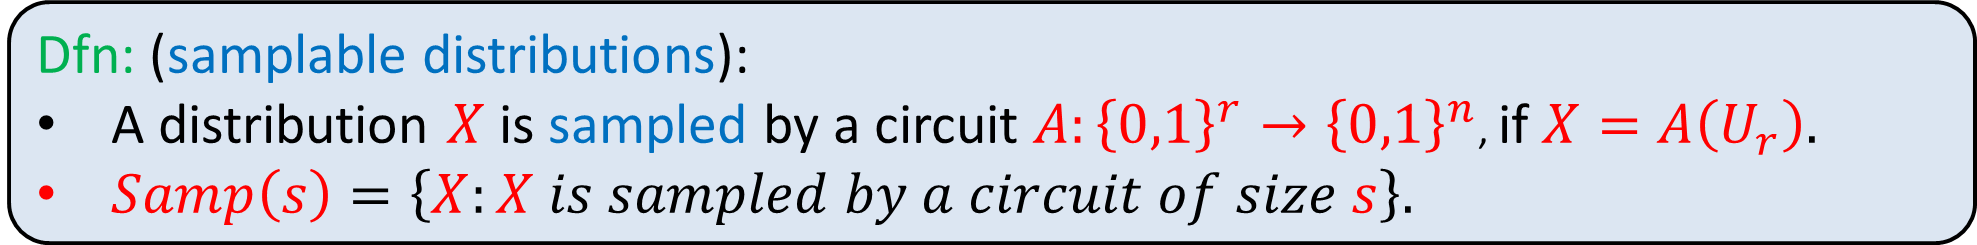 Dfn: (samplable distributions):
• A distribution X is sampled by a circuit A: {0,1}^r → {0,1}^n, if X = A(U_r).
• Samp(s) = {X: X is sampled by a circuit of size s}.